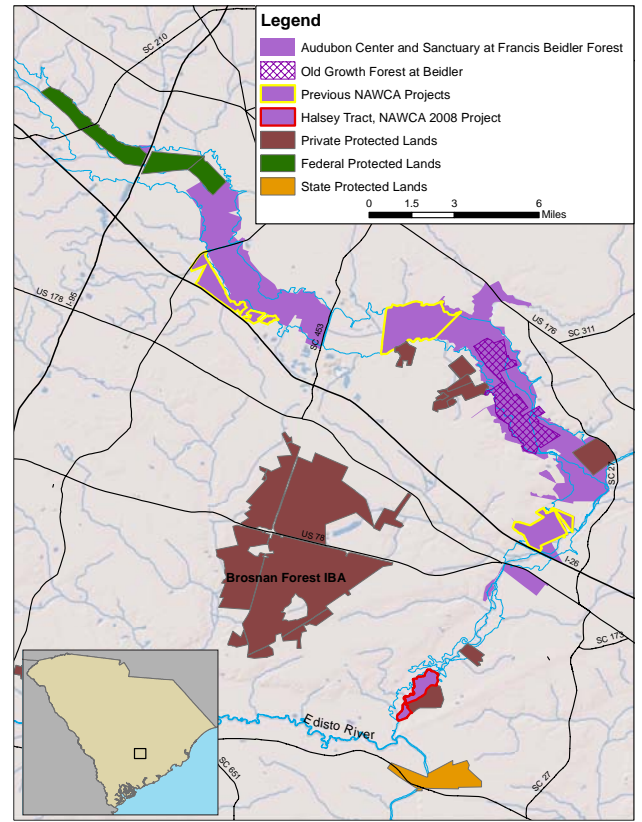 Legend
Audubon Center and Sanctuary at Francis Beidler Forest
Old Growth Forest at Beidler
Previous NAWCA Projects
Halsey Tract, NAWCA 2008 Project
Private Protected Lands
Federal Protected Lands
State Protected Lands
0 1.5 3 6
Miles
SC 210
US 178
I-95
SC 453
US 176
SC 311
SC 27
US 78
Brosnan Forest IBA
I-26
SC 173
Edisto River
SC 651
SC 27